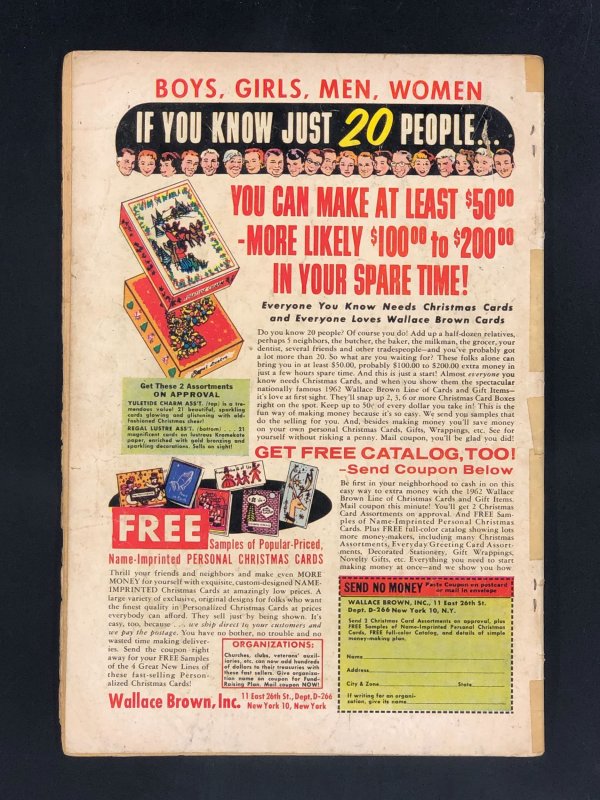 BOYS, GIRLS, MEN, WOMEN
IF YOU KNOW JUST 20 PEOPLE...
YOU CAN MAKE AT LEAST $50⁰⁰
-MORE LIKELY $100⁰⁰ to $200⁰⁰
IN YOUR SPARE TIME!
Everyone You Know Needs Christmas Cards
and Everyone Loves Wallace Brown Cards
Do you know 20 people? Of course you do! Add up a half-dozen relatives,
perhaps 5 neighbors, the butcher, the baker, the milkman, the grocer, your
dentist, several friends and other tradespeople—and you've probably got
a lot more than 20. So what are you waiting for? These folks alone can
bring you in at least $50.00, probably $100.00 to $200.00 extra money in
just a few hours spare time. And this is just a start! Almost everyone you
know needs Christmas Cards, and when you show them the spectacular
nationally famous 1962 Wallace Brown Line of Cards and Gift Items—
it's love at first sight. They'll snap up 2, 3, 6 or more Christmas Card Boxes
right on the spot. Keep up to 50¢ of every dollar you take in! This is the
fun way of making money because it's so easy. We send you samples that
do the selling for you. And, besides making money you'll save money
on your own personal Christmas Cards, Gifts, Wrappings, etc. See for
yourself without risking a penny. Mail coupon, you'll be glad you did!
Get These 2 Assortments
ON APPROVAL
YULETIDE CHARM ASS'T. (top) is a tre-
mendous value! 21 beautiful, sparkling
cards glowing and glistening with old-
fashioned Christmas cheer!
REGAL LUSTRE ASS'T. (bottom) . . . 21
magnificent cards on lustrous Kromekote
paper, enriched with gold bronzing and
sparkling decorations. Sells on sight!
GET FREE CATALOG, TOO!
–Send Coupon Below
Be first in your neighborhood to cash in on this
easy way to extra money with the 1962 Wallace
Brown Line of Christmas Cards and Gift Items.
Mail coupon this minute! You'll get 2 Christmas
Card Assortments on approval. And FREE Sam-
ples of Name-Imprinted Personal Christmas
Cards. Plus FREE full-color catalog showing lots
more money-makers, including many Christmas
Assortments, Everyday Greeting Card Assort-
ments, Decorated Stationery, Gift Wrappings,
Novelty Gifts, etc. Everything you need to start
making money at once—and we show you how.
FREE Samples of Popular-Priced,
Name-Imprinted PERSONAL CHRISTMAS CARDS
Thrill your friends and neighbors and make even MORE
MONEY for yourself with exquisite, custom-designed NAME-
IMPRINTED Christmas Cards at amazingly low prices. A
large variety of exclusive, original designs for folks who want
the finest quality in Personalized Christmas Cards at prices
everybody can afford. They sell just by being shown. It's
easy, too, because . . . we ship direct to your customers and
we pay the postage. You have no bother, no trouble and no
wasted time making deliver-
ies. Send the coupon right
away for your FREE Samples
of the 4 Great New Lines of
these fast-selling Person-
alized Christmas Cards!
ORGANIZATIONS:
Churches, clubs, veterans' auxil-
iaries, etc. can now add hundreds
of dollars to their treasuries with
these fast sellers. Give organiza-
tion name on coupon for Fund-
Raising Plan. Mail coupon NOW!
Wallace Brown, Inc. 11 East 26th St., Dept. D-266
New York 10, New York
SEND NO MONEY Paste Coupon on postcard
or mail in envelope
WALLACE BROWN, INC., 11 East 26th St.
Dept. D-266 New York 10, N.Y.
Send 2 Christmas Card Assortments on approval, plus
FREE Samples of Name-Imprinted Personal Christmas
Cards, FREE full-color Catalog, and details of simple
money-making plan.
Name
Address
City & Zone State
If writing for an organi-
zation, give its name